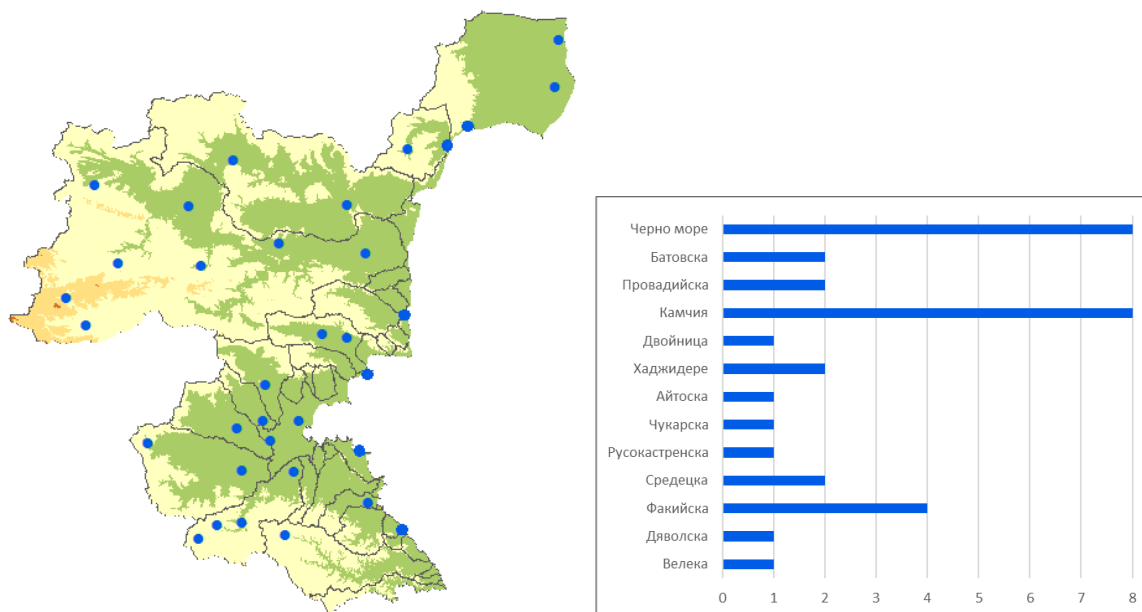 Черно море
Батовска
Провадийска
Камчия
Двойница
Хаджидере
Айтоска
Чукарска
Русокастренска
Средецка
Факийска
Дяволска
Велека
0 1 2 3 4 5 6 7 8